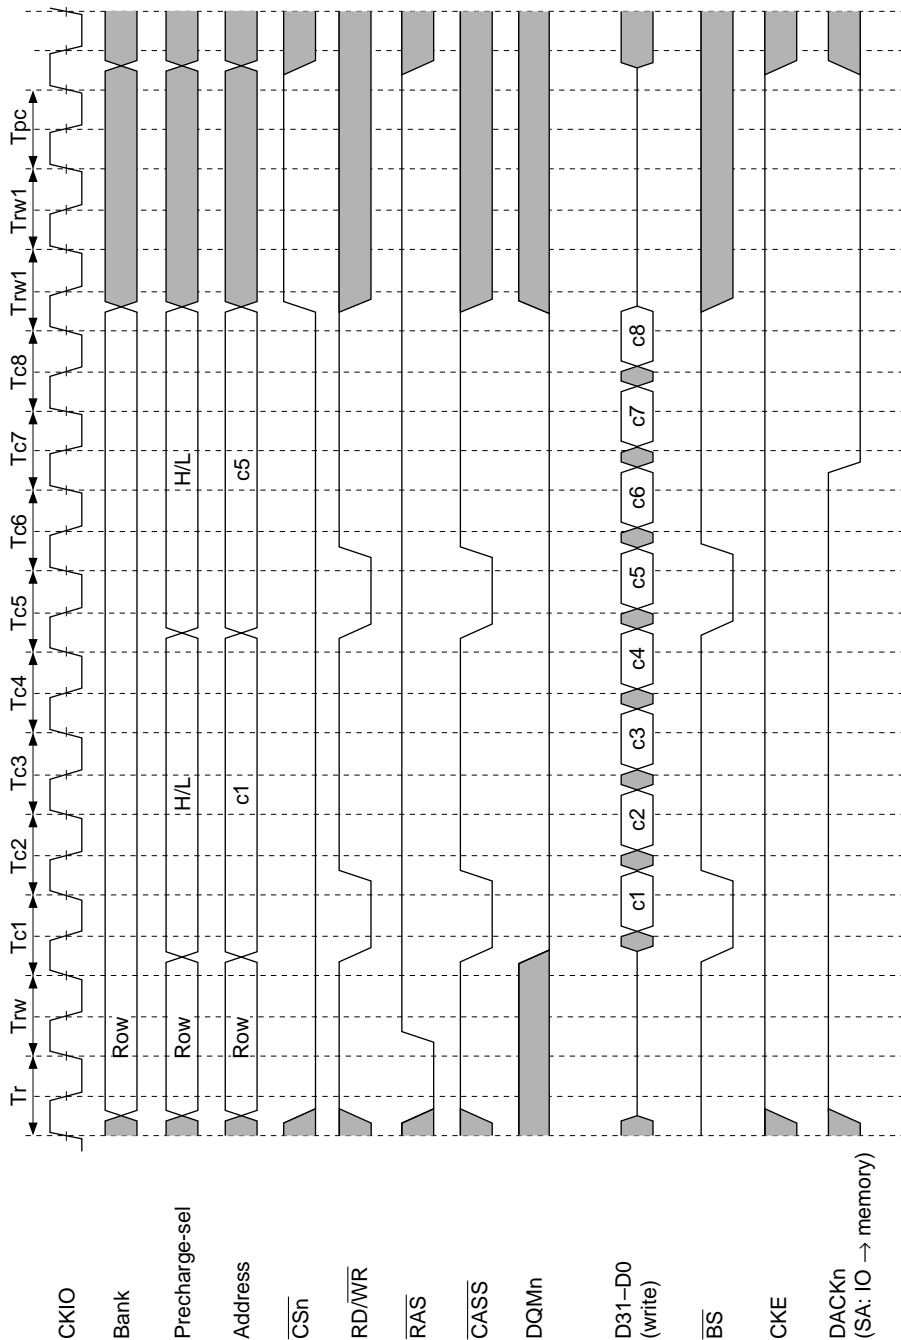 Tr Trw Tc1 Tc2 Tc3 Tc4 Tc5 Tc6 Tc7 Tc8 Trw1 Trw1 Tpc
CKIO
Bank Row
Precharge-sel Row H/L H/L
Address Row c1 c5
CSn
RD/WR
RAS
CASS
DQMn
D31–D0 c1 c2 c3 c4 c5 c6 c7 c8
(write)
BS
CKE
DACKn
(SA: IO → memory)